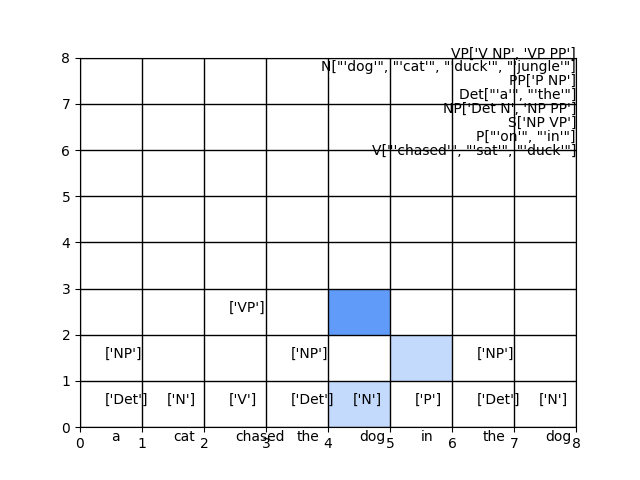 VP['V NP', 'VP PP']
N["'dog'", "'cat'", "'duck'", "'jungle'"]
PP['P NP']
Det["'a'", "'the'"]
NP['Det N', 'NP PP']
S['NP VP']
P["'on'", "'in'"]
V["'chased'", "'sat'", "'duck'"]
8
7
6
5
4
3
2
1
0
['VP']
['NP'] ['NP'] ['NP']
['Det'] ['N'] ['V'] ['Det'] ['N'] ['P'] ['Det'] ['N']
a cat chased the dog in the dog
0 1 2 3 4 5 6 7 8